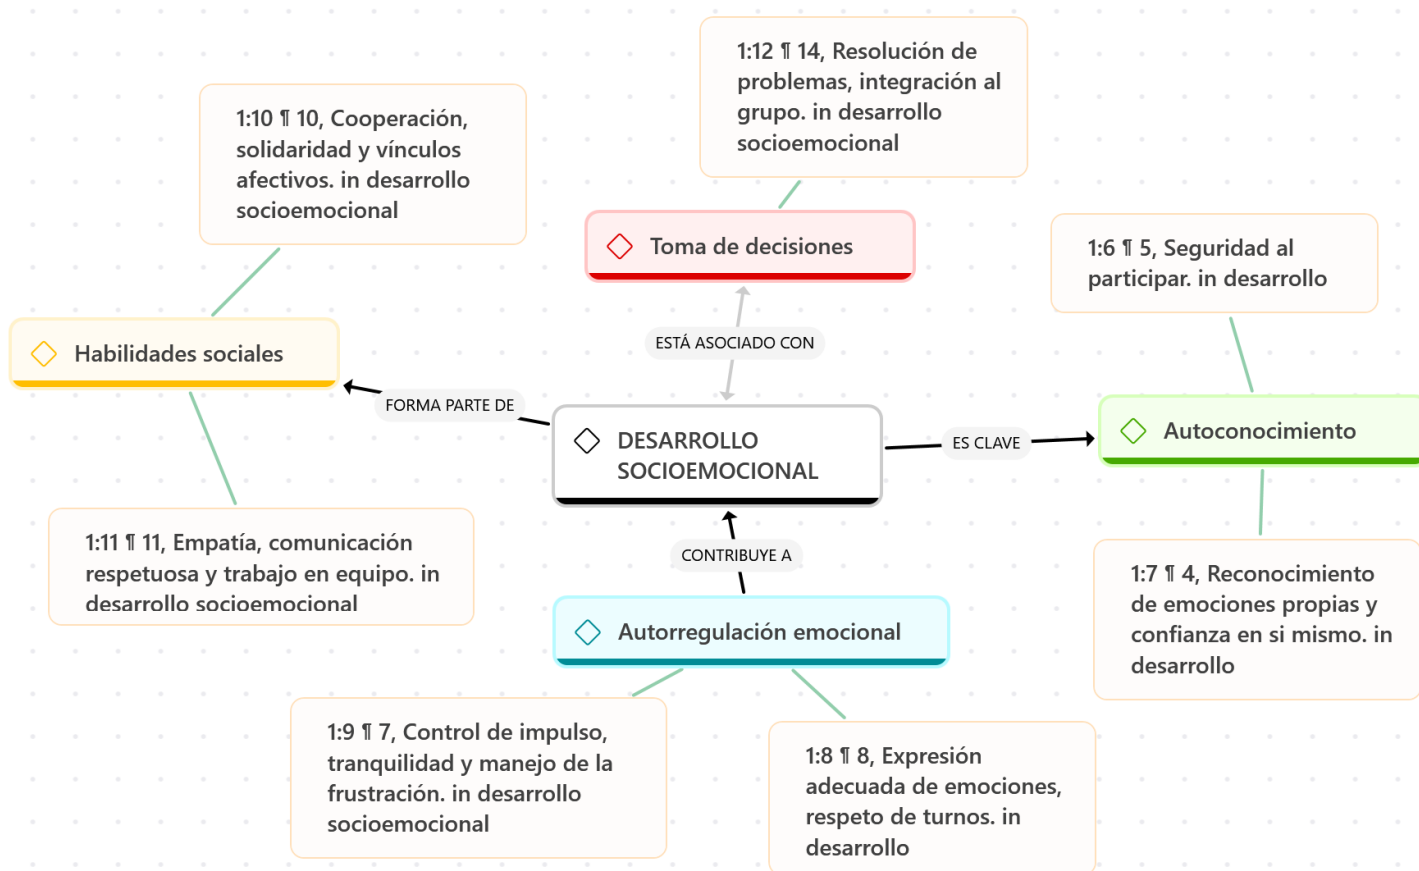 1:12 ¶ 14, Resolución de
problemas, integración al
grupo. in desarrollo
socioemocional
1:10 ¶ 10, Cooperación,
solidaridad y vínculos
afectivos. in desarrollo
socioemocional
Toma de decisiones
1:6 ¶ 5, Seguridad al
participar. in desarrollo
ESTÁ ASOCIADO CON
Habilidades sociales
FORMA PARTE DE
DESARROLLO
SOCIOEMOCIONAL
ES CLAVE
Autoconocimiento
1:11 ¶ 11, Empatía, comunicación
respetuosa y trabajo en equipo. in
desarrollo socioemocional
CONTRIBUYE A
1:7 ¶ 4, Reconocimiento
de emociones propias y
confianza en si mismo. in
desarrollo
Autorregulación emocional
1:9 ¶ 7, Control de impulso,
tranquilidad y manejo de la
frustración. in desarrollo
socioemocional
1:8 ¶ 8, Expresión
adecuada de emociones,
respeto de turnos. in
desarrollo